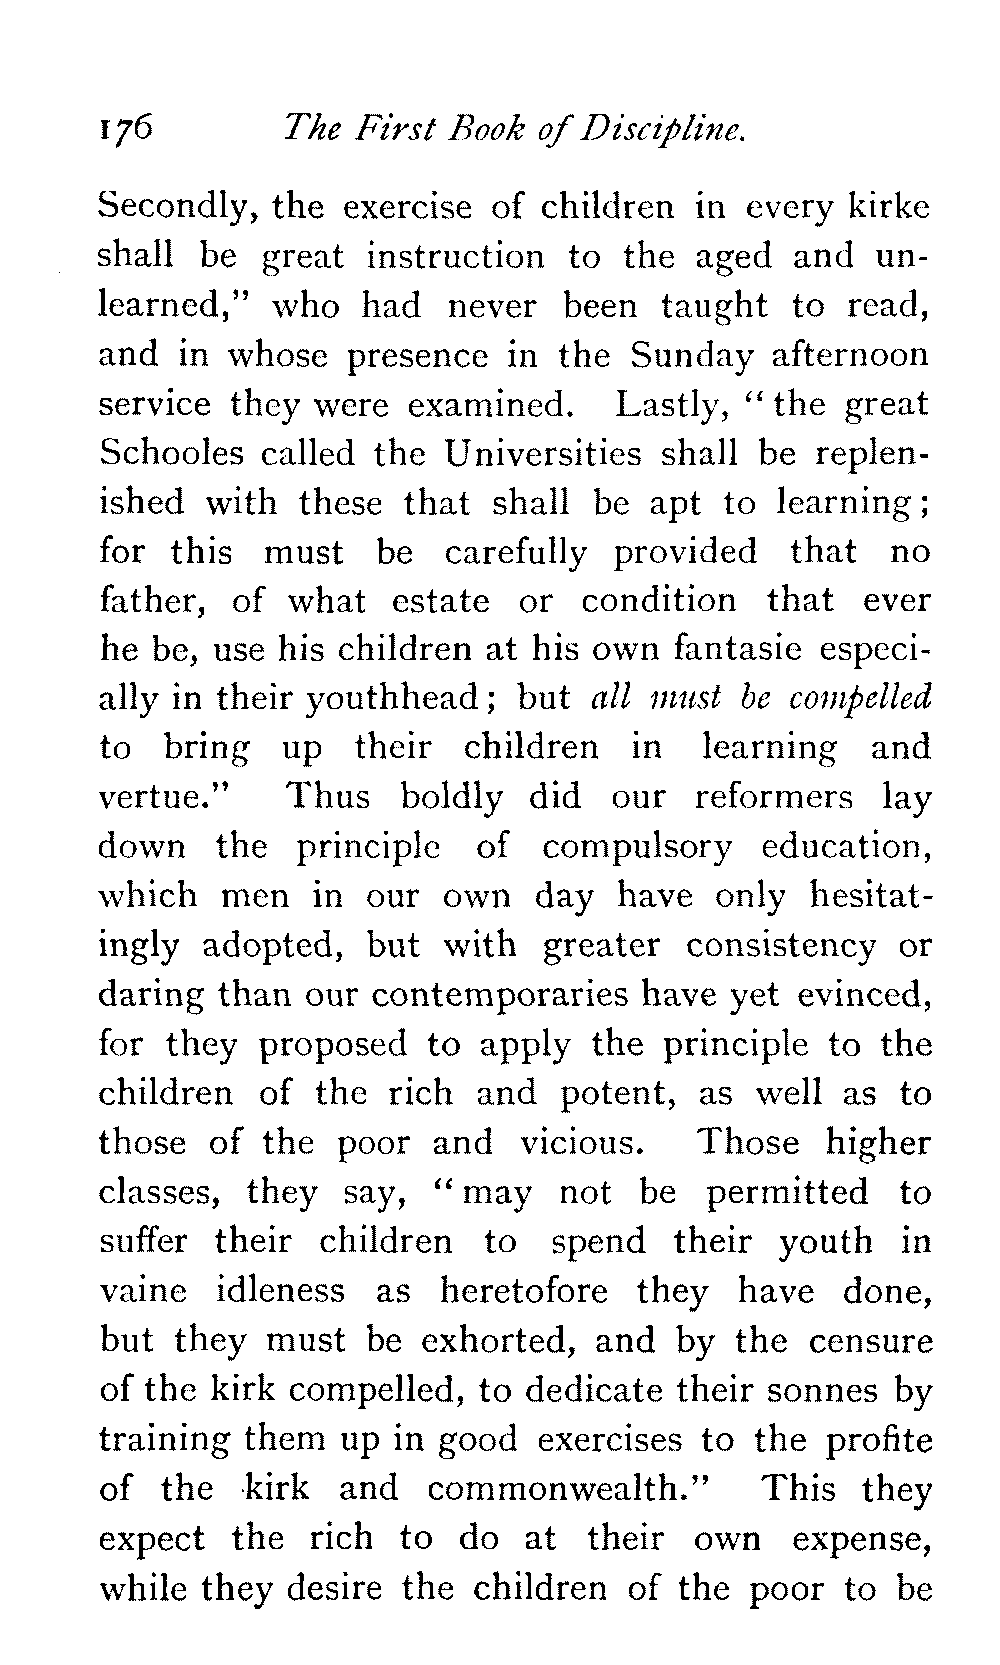 176 The First Book of Discipline.
Secondly, the exercise of children in every kirke
shall be great instruction to the aged and un-
learned,” who had never been taught to read,
and in whose presence in the Sunday afternoon
service they were examined. Lastly, “the great
Schooles called the Universities shall be replen-
ished with these that shall be apt to learning;
for this must be carefully provided that no
father, of what estate or condition that ever
he be, use his children at his own fantasie especi-
ally in their youthhead; but all must be compelled
to bring up their children in learning and
vertue.” Thus boldly did our reformers lay
down the principle of compulsory education,
which men in our own day have only hesitat-
ingly adopted, but with greater consistency or
daring than our contemporaries have yet evinced,
for they proposed to apply the principle to the
children of the rich and potent, as well as to
those of the poor and vicious. Those higher
classes, they say, “may not be permitted to
suffer their children to spend their youth in
vaine idleness as heretofore they have done,
but they must be exhorted, and by the censure
of the kirk compelled, to dedicate their sonnes by
training them up in good exercises to the profite
of the kirk and commonwealth.” This they
expect the rich to do at their own expense,
while they desire the children of the poor to be